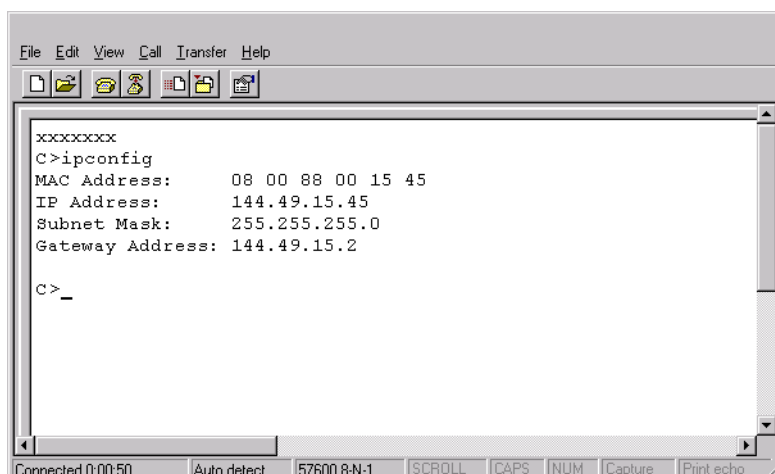 File Edit View Call Transfer Help
xxxxxxx
C>ipconfig
MAC Address: 08 00 88 00 15 45
IP Address: 144.49.15.45
Subnet Mask: 255.255.255.0
Gateway Address: 144.49.15.2
C>_
Connected 0:00:50 Auto detect 57600 8-N-1 SCROLL CAPS NUM Capture Print echo